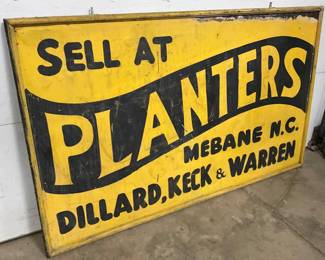 SELL AT
PLANTERS
MEBANE N.C.
DILLARD, KECK & WARREN